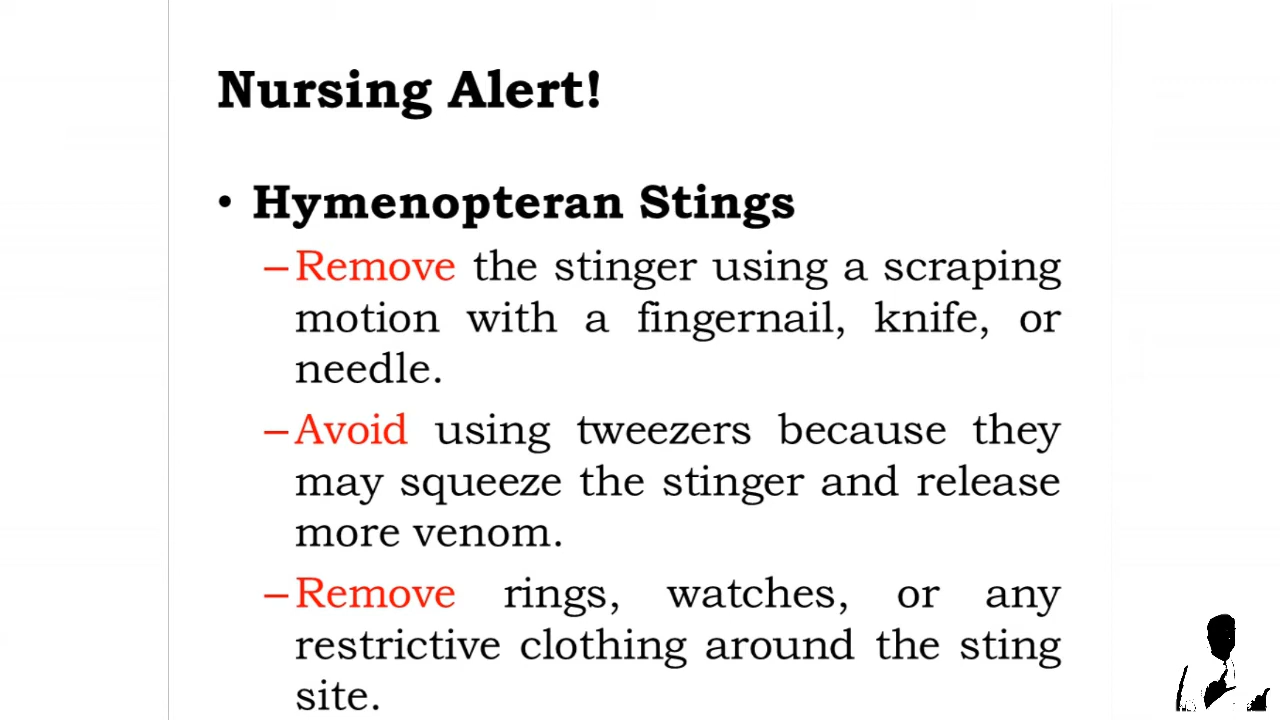 Nursing Alert!
• Hymenopteran Stings
–Remove the stinger using a scraping
motion with a fingernail, knife, or
needle.
–Avoid using tweezers because they
may squeeze the stinger and release
more venom.
–Remove rings, watches, or any
restrictive clothing around the sting
site.